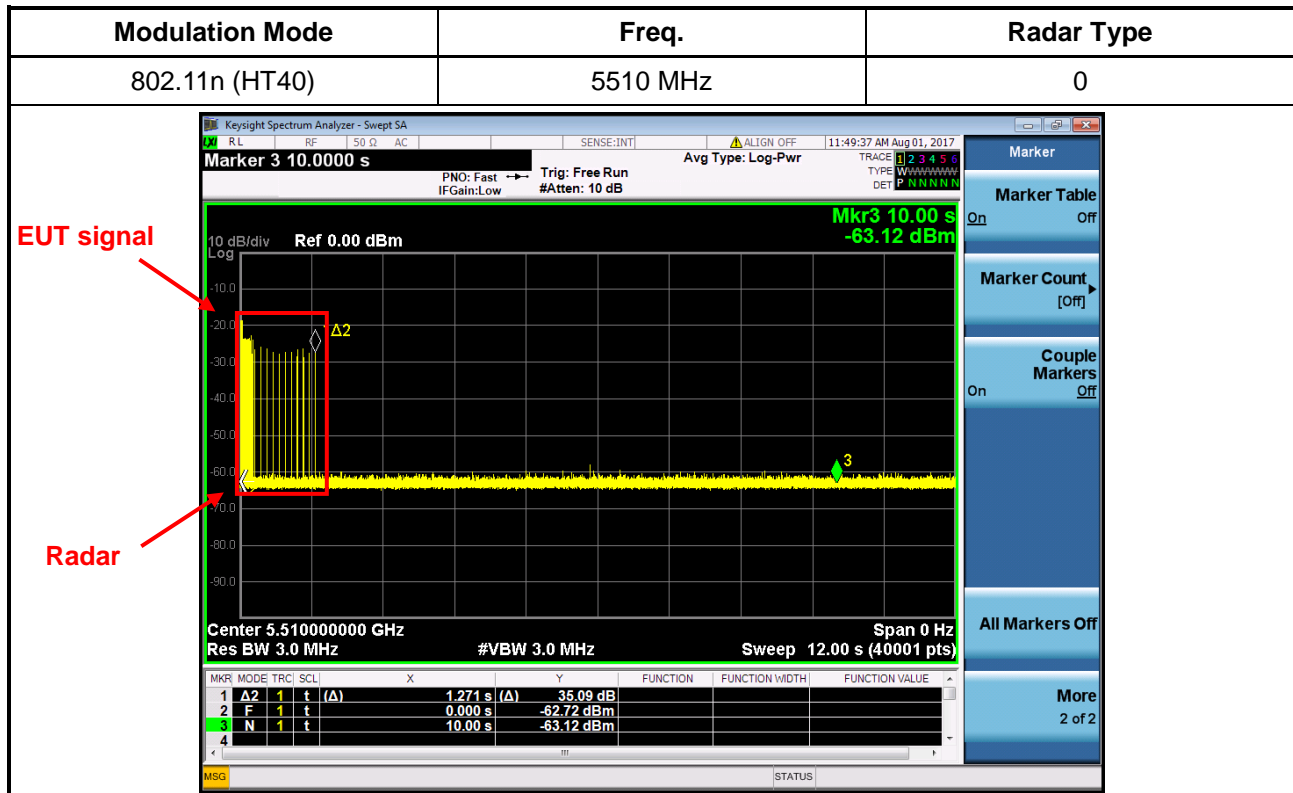 Modulation Mode Freq. Radar Type
802.11n (HT40) 5510 MHz 0
Keysight Spectrum Analyzer - Swept SA
LXI RL RF 50 Ω AC SENSE:INT ALIGN OFF 11:49:37 AM Aug 01, 2017
Marker 3 10.0000 s
PNO: Fast
IFGain:Low
Trig: Free Run
#Atten: 10 dB
Avg Type: Log-Pwr
TRACE 1 2 3 4 5 6
TYPE WWWWWW
DET P N N N N N
Marker
Marker Table
On Off
Marker Count
[Off]
Couple
Markers
On Off
All Markers Off
More
2 of 2
Mkr3 10.00 s
-63.12 dBm
10 dB/div Ref 0.00 dBm
Log
EUT signal
Radar
-10.0
-20.0
-30.0
-40.0
-50.0
-60.0
-70.0
-80.0
-90.0
Δ2
3
Center 5.510000000 GHz Span 0 Hz
Res BW 3.0 MHz #VBW 3.0 MHz Sweep 12.00 s (40001 pts)
MKR MODE TRC SCL X Y FUNCTION FUNCTION WIDTH FUNCTION VALUE
1 Δ2 1 t (Δ) 1.271 s (Δ) 35.09 dB
2 F 1 t 0.000 s -62.72 dBm
3 N 1 t 10.00 s -63.12 dBm
4
MSG STATUS